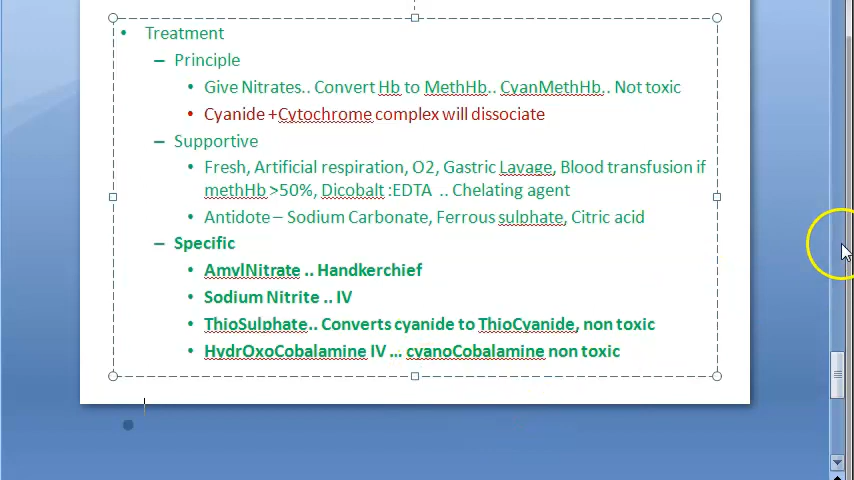 • Treatment
– Principle
• Give Nitrates.. Convert Hb to MethHb.. CyanMethHb.. Not toxic
• Cyanide +Cytochrome complex will dissociate
– Supportive
• Fresh, Artificial respiration, O2, Gastric Lavage, Blood transfusion if
methHb >50%, Dicobalt :EDTA .. Chelating agent
• Antidote – Sodium Carbonate, Ferrous sulphate, Citric acid
– Specific
• AmylNitrate .. Handkerchief
• Sodium Nitrite .. IV
• ThioSulphate.. Converts cyanide to ThioCyanide, non toxic
• HydrOxoCobalamine IV ... cyanoCobalamine non toxic